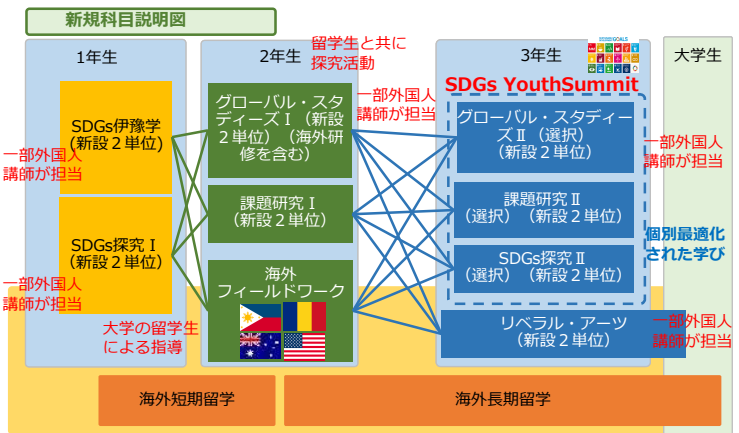 新規科目説明図
1年生
2年生
3年生
大学生
留学生と共に
探究活動
SDGs YouthSummit
SDGs伊豫学
(新設２単位)
一部外国人
講師が担当
SDGs探究Ⅰ
(新設２単位)
一部外国人
講師が担当
グローバル・スタ
ディーズⅠ（新設
２単位）（海外研
修を含む）
課題研究Ⅰ
（新設２単位）
海外
フィールドワーク
大学の留学生
による指導
一部外国人
講師が担当
グローバル・スタディー
ズⅡ（選択）
（新設２単位）
課題研究Ⅱ
（選択）（新設２単位）
SDGs探究Ⅱ
（選択）（新設２単位）
リベラル・アーツ
（新設２単位）
一部外国人
講師が担当
個別最適化
された学び
一部外国人
講師が担当
海外短期留学
海外長期留学